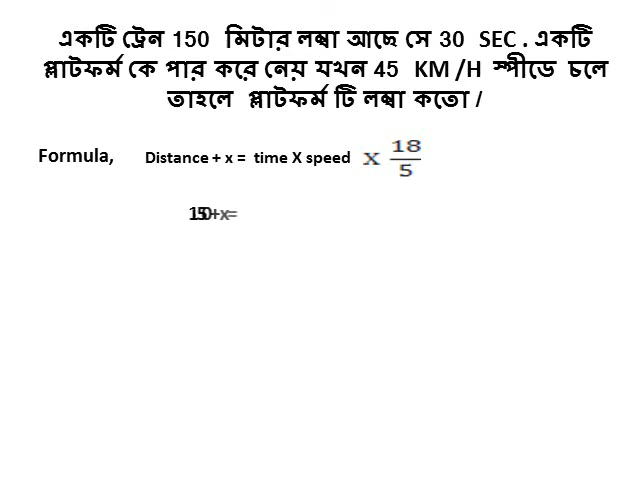 একটি ট্রেন 150 মিটার লম্বা আছে সে 30 SEC . একটি
প্লাটফর্ম কে পার করে নেয় যখন 45 KM /H স্পীডে চলে
তাহলে প্লাটফর্ম টি লম্বা কতো /
Formula, Distance + x = time X speed X 18/5
150+x=